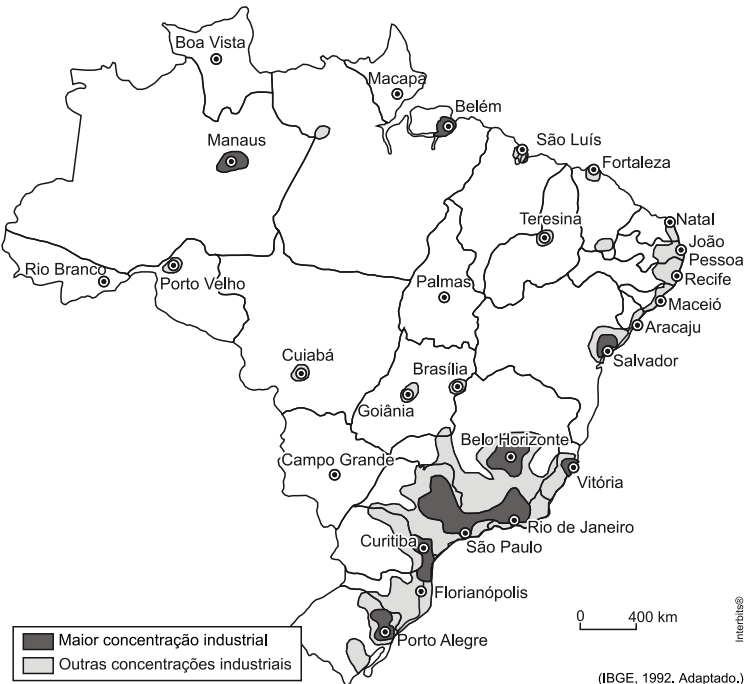 Boa Vista
Macapá
Belém
Manaus
São Luís
Fortaleza
Teresina
Natal
João
Pessoa
Rio Branco
Porto Velho
Palmas
Recife
Maceió
Aracaju
Salvador
Cuiabá
Brasília
Goiânia
Belo Horizonte
Campo Grande
Vitória
Rio de Janeiro
Curitiba
São Paulo
Florianópolis
Porto Alegre
0 400 km
Maior concentração industrial
Outras concentrações industriais
Interbits®
(IBGE, 1992. Adaptado.)